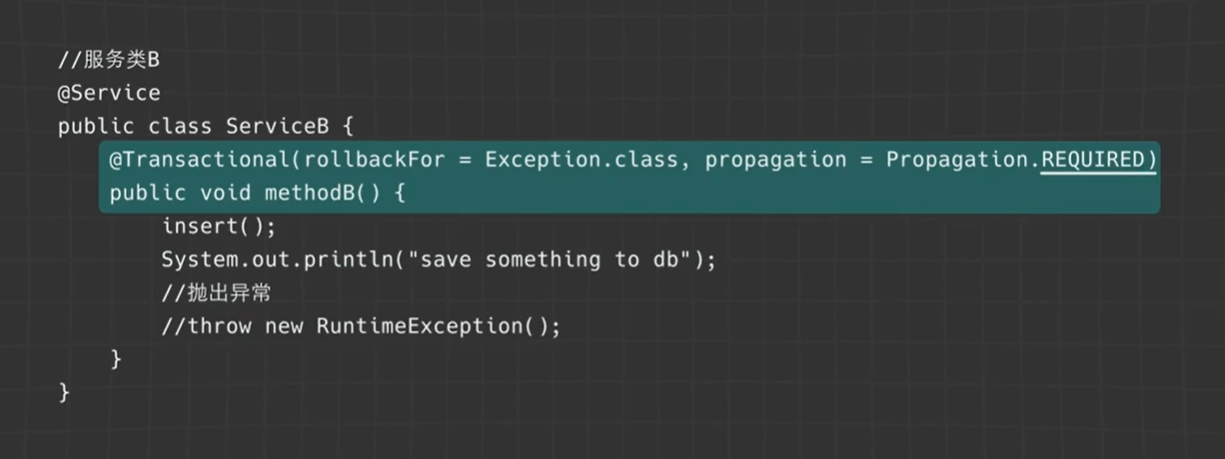 //服务类B
@Service
public class ServiceB {
@Transactional(rollbackFor = Exception.class, propagation = Propagation.REQUIRED)
public void methodB() {
insert();
System.out.println("save something to db");
//抛出异常
//throw new RuntimeException();
}
}